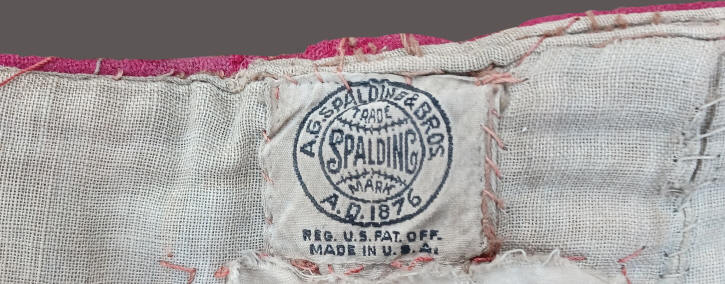 A.G. SPALDING & BROS.
TRADE
SPALDING
MARK
A.D. 1876
REG. U.S. PAT. OFF.
MADE IN U.S.A.